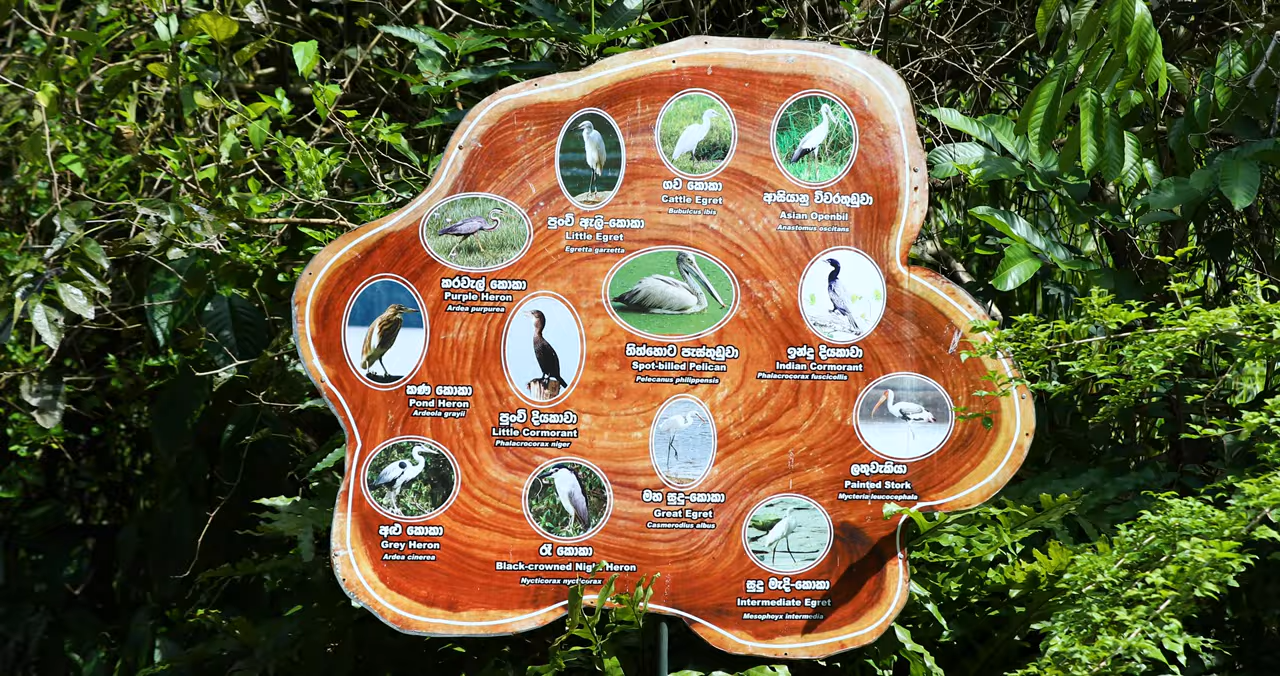 ගව කොකා
Cattle Egret
Bubulcus ibis
ආසියානු විවරතුඩුවා
Asian Openbil
Anastomus oscitans
පුංචි ඇලි-කොකා
Little Egret
Egretta garzetta
කරවැල් කොකා
Purple Heron
Ardea purpurea
තිත්හොට පැස්තුඩුවා
Spot-billed Pelican
Pelecanus philippensis
ඉන්දු දියකාවා
Indian Cormorant
Phalacrocorax fuscicollis
කණ කොකා
Pond Heron
Ardeola grayii
පුංචි දියකාවා
Little Cormorant
Phalacrocorax niger
ලතුවැකියා
Painted Stork
Mycteria leucocephala
මහ සුදු-කොකා
Great Egret
Casmerodius albus
අළු කොකා
Grey Heron
Ardea cinerea
රෑ කොකා
Black-crowned Night Heron
Nycticorax nycticorax
සුදු මැදි-කොකා
Intermediate Egret
Mesophoyx intermedia